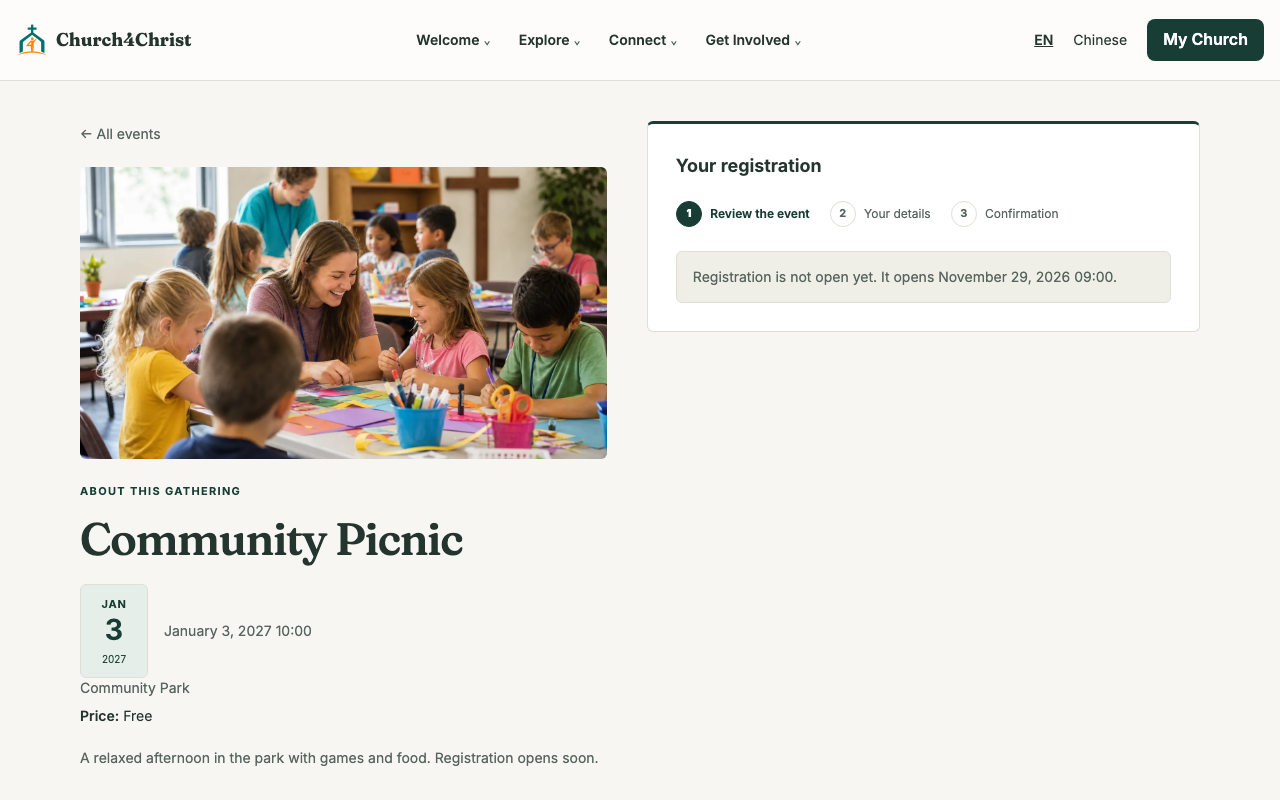 Church4Christ
Welcome
Explore
Connect
Get Involved
EN
Chinese
My Church
← All events
ABOUT THIS GATHERING
Community Picnic
JAN
3
2027
January 3, 2027 10:00
Community Park
Price: Free
A relaxed afternoon in the park with games and food. Registration opens soon.
Your registration
1 Review the event
2 Your details
3 Confirmation
Registration is not open yet. It opens November 29, 2026 09:00.